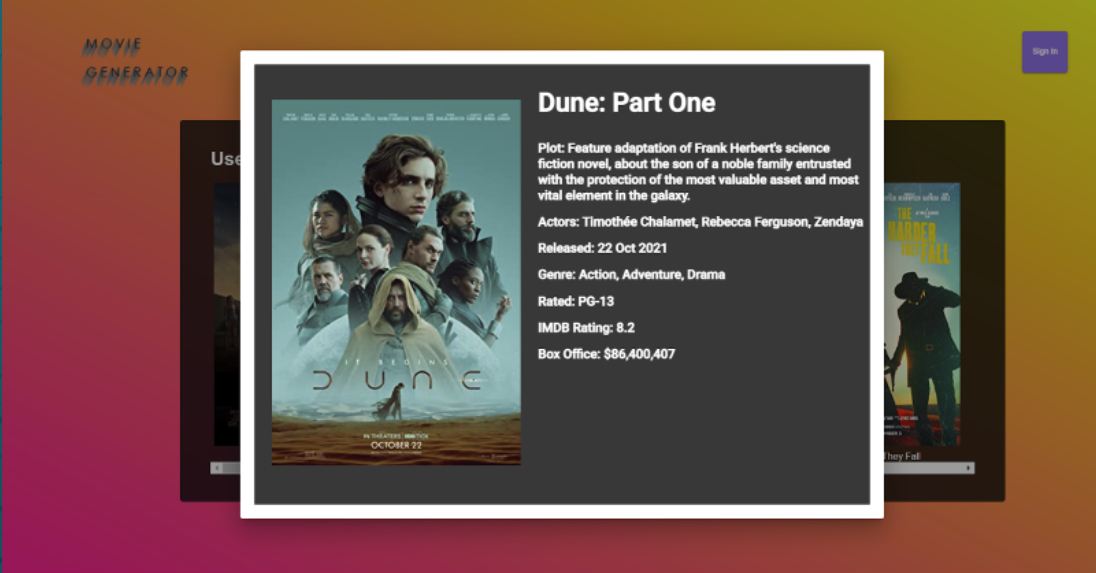 MOVIE
GENERATOR
Sign In
Use
Dune: Part One
Plot: Feature adaptation of Frank Herbert's science
fiction novel, about the son of a noble family entrusted
with the protection of the most valuable asset and most
vital element in the galaxy.
Actors: Timothée Chalamet, Rebecca Ferguson, Zendaya
Released: 22 Oct 2021
Genre: Action, Adventure, Drama
Rated: PG-13
IMDB Rating: 8.2
Box Office: $86,400,407
IT BEGINS
DUNE
IN THEATERS
OCTOBER 22
THE
HARDER
THEY FALL
They Fall